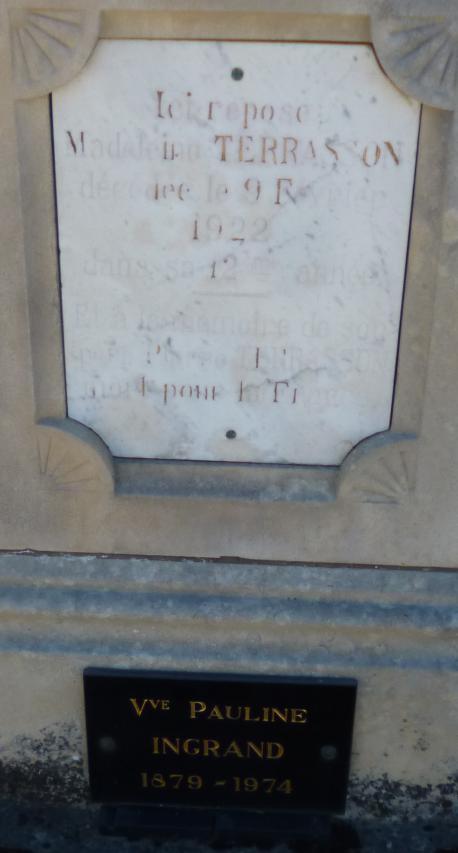 Ici repose
Madeleine TERRASSON
décédée le 9 Février
1922
dans sa 12ème année
Et à la mémoire de son
père Pierre TERRASSON
mort pour la France
Vve PAULINE
INGRAND
1879 - 1974